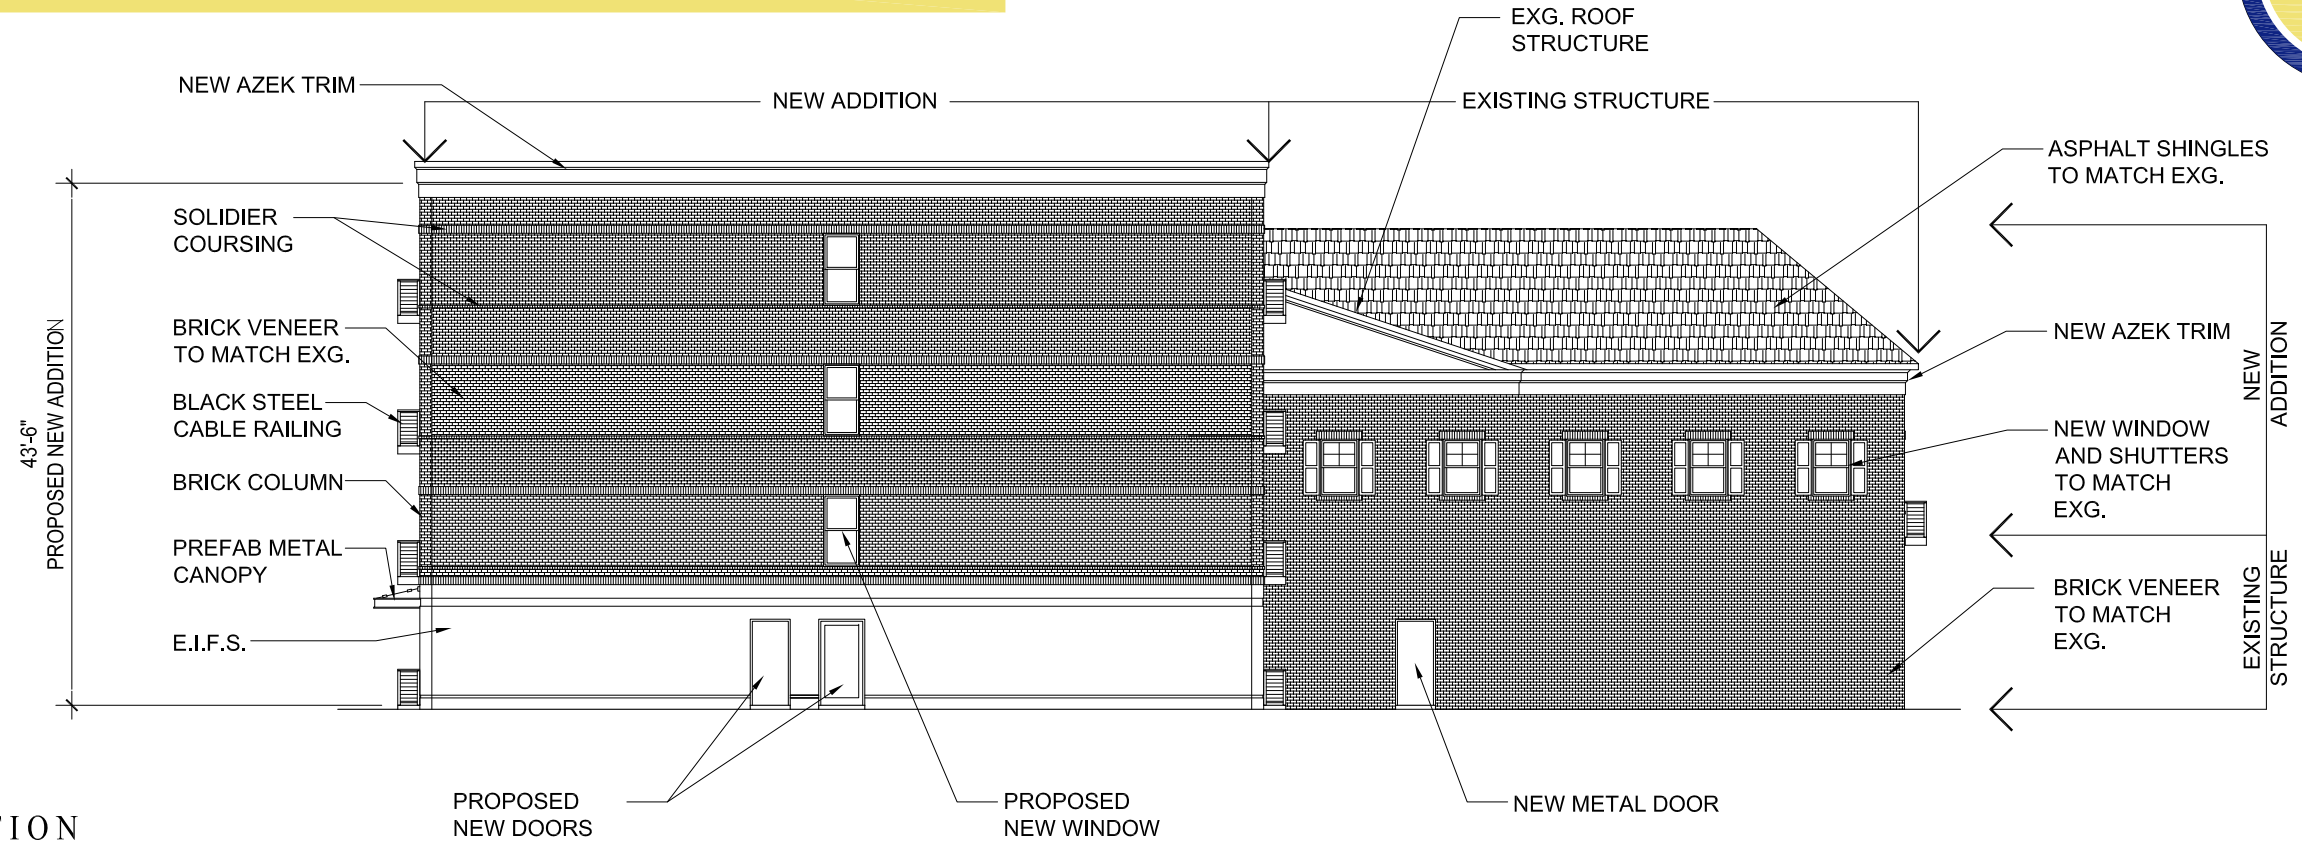 EXG. ROOF
STRUCTURE
NEW AZEK TRIM
NEW ADDITION
EXISTING STRUCTURE
ASPHALT SHINGLES
TO MATCH EXG.
SOLIDIER
COURSING
BRICK VENEER
TO MATCH EXG.
BLACK STEEL
CABLE RAILING
BRICK COLUMN
PREFAB METAL
CANOPY
E.I.F.S.
43'-6"
PROPOSED NEW ADDITION
NEW AZEK TRIM
NEW WINDOW
AND SHUTTERS
TO MATCH
EXG.
BRICK VENEER
TO MATCH
EXG.
NEW
ADDITION
EXISTING
STRUCTURE
PROPOSED
NEW DOORS
PROPOSED
NEW WINDOW
NEW METAL DOOR
TION